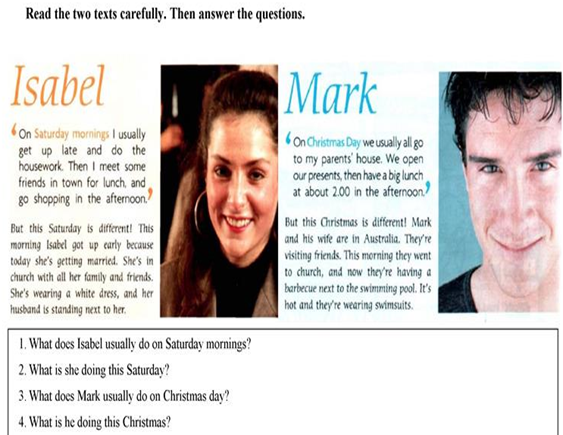 Read the two texts carefully. Then answer the questions.
Isabel
‘On Saturday mornings I usually
get up late and do the
housework. Then I meet some
friends in town for lunch, and
go shopping in the afternoon.’
But this Saturday is different! This
morning Isabel got up early because
today she's getting married. She's in
church with all her family and friends.
She's wearing a white dress, and her
husband is standing next to her.
Mark
‘On Christmas Day we usually all go
to my parents' house. We open
our presents, then have a big lunch
at about 2.00 in the afternoon.’
But this Christmas is different! Mark
and his wife are in Australia. They're
visiting friends. This morning they went
to church, and now they're having a
barbecue next to the swimming pool. It's
hot and they're wearing swimsuits.
1. What does Isabel usually do on Saturday mornings?
2. What is she doing this Saturday?
3. What does Mark usually do on Christmas day?
4. What is he doing this Christmas?